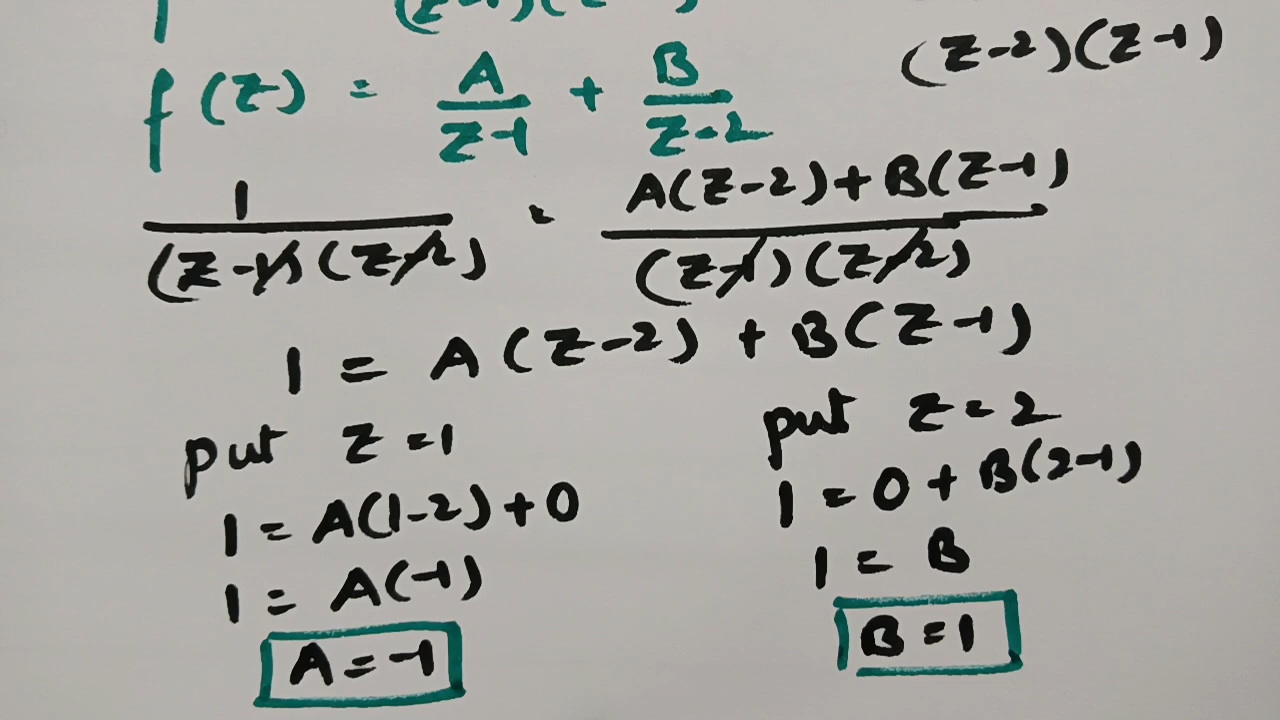 (z-2)(z-1)
f(z) = A/(z-1) + B/(z-2)
1/((z-1)(z-2)) = (A(z-2)+B(z-1))/((z-1)(z-2))
1 = A(z-2) + B(z-1)
put z=1
1 = A(1-2)+0
1 = A(-1)
A=-1
put z=2
1=0+B(2-1)
1= B
B=1